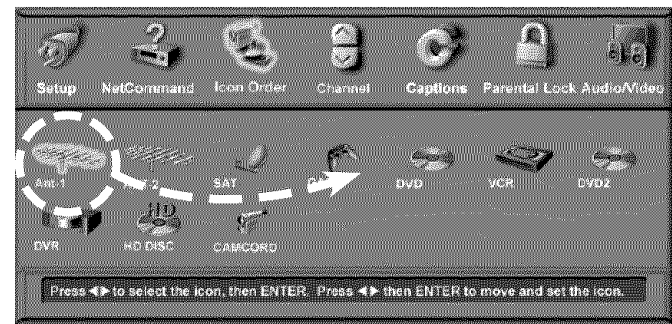 Setup NetCommand Icon Order Channel Captions Parental Lock Audio/Video
Ant-1 SAT DVD VCR DVD2
DVR HD DISC CAMCORD
Press ◀▶ to select the icon, then ENTER. Press ◀▶ then ENTER to move and set the icon.